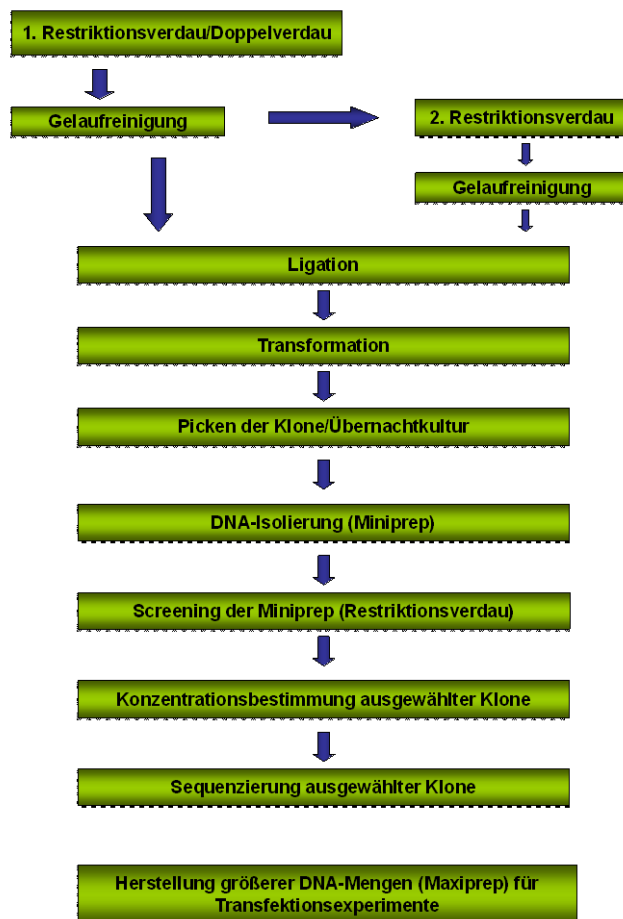 1. Restriktionsverdau/Doppelverdau
Gelaufreinigung
2. Restriktionsverdau
Gelaufreinigung
Ligation
Transformation
Picken der Klone/Übernachtkultur
DNA-Isolierung (Miniprep)
Screening der Miniprep (Restriktionsverdau)
Konzentrationsbestimmung ausgewählter Klone
Sequenzierung ausgewählter Klone
Herstellung größerer DNA-Mengen (Maxiprep) für
Transfektionsexperimente